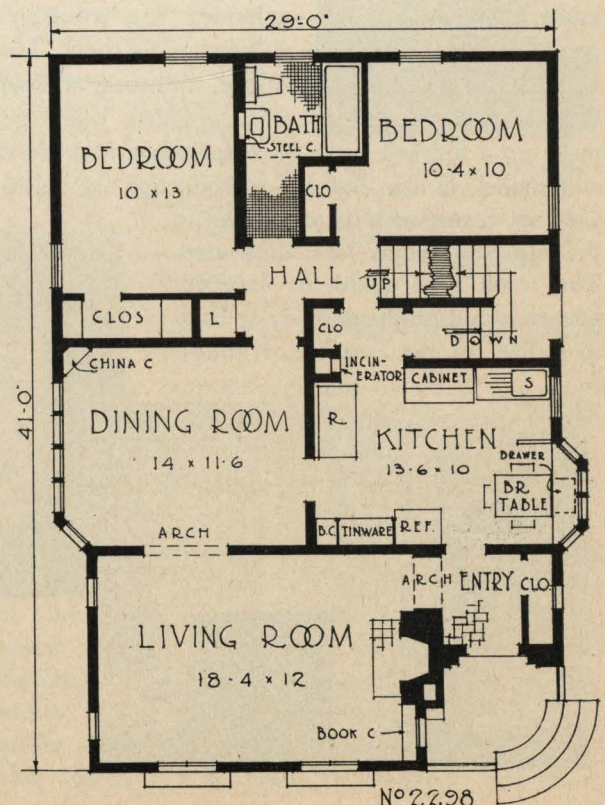 29'-0"
BATH
STEEL C.
BEDROOM
10 x 13
BEDROOM
10-4 x 10
CLO
HALL
UP
CLOS
L
CLO
DOWN
CHINA C
INCIN-
ERATOR
CABINET
S
41'-0"
DINING ROOM
14 x 11-6
R
KITCHEN
13-6 x 10
DRAWER
BR
TABLE
ARCH
B.C.
TINWARE
REF.
ARCH
ENTRY
CLO
LIVING ROOM
18-4 x 12
BOOK C
No 2298